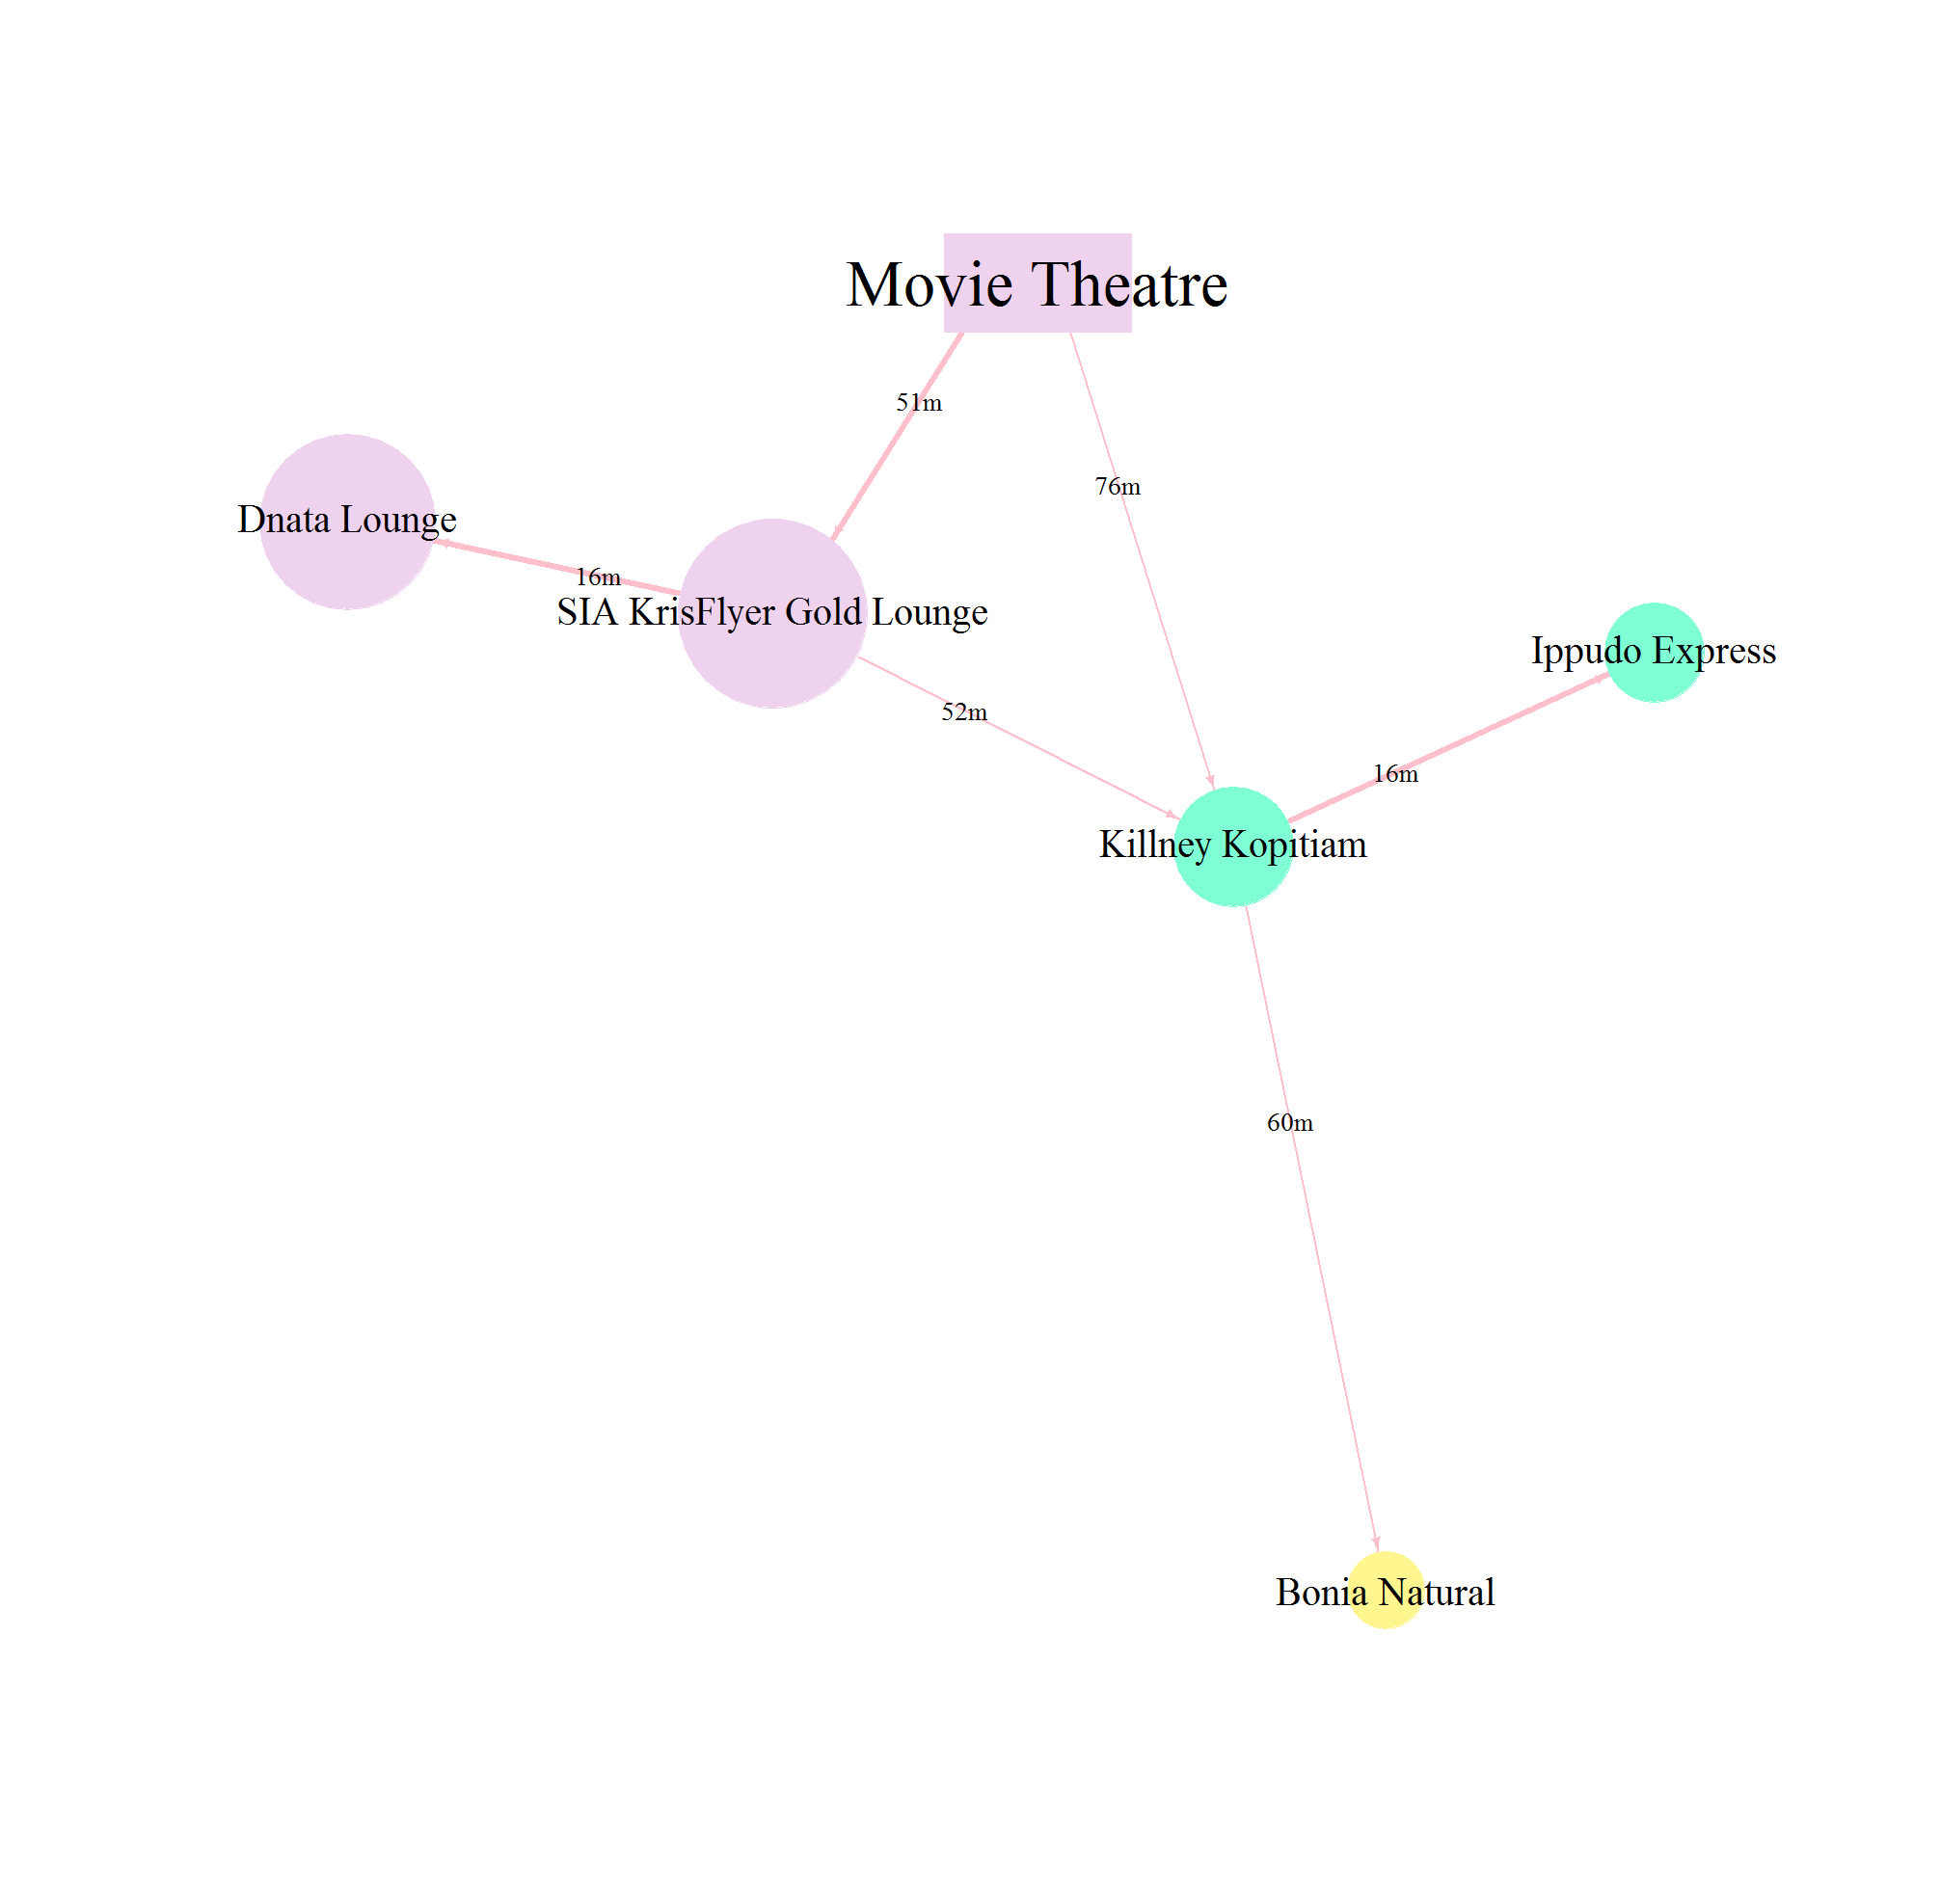 Movie Theatre
51m
76m
Dnata Lounge
16m
SIA KrisFlyer Gold Lounge
Ippudo Express
52m
16m
Killney Kopitiam
60m
Bonia Natural